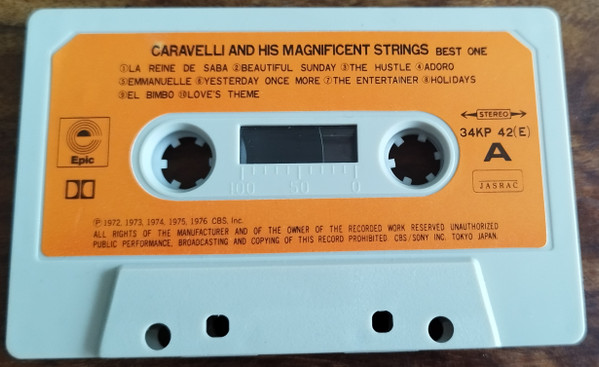 CARAVELLI AND HIS MAGNIFICENT STRINGS BEST ONE
①LA REINE DE SABA ②BEAUTIFUL SUNDAY ③THE HUSTLE ④ADORO
⑤EMMANUELLE ⑥YESTERDAY ONCE MORE ⑦THE ENTERTAINER ⑧HOLIDAYS
⑨EL BIMBO ⑩LOVE'S THEME
Epic
STEREO
34KP 42(E)
A
JASRAC
100 50 0
Ⓟ1972, 1973, 1974, 1975, 1976 CBS, Inc.
ALL RIGHTS OF THE MANUFACTURER AND OF THE OWNER OF THE RECORDED WORK RESERVED UNAUTHORIZED
PUBLIC PERFORMANCE, BROADCASTING AND COPYING OF THIS RECORD PROHIBITED. CBS/SONY INC. TOKYO JAPAN.